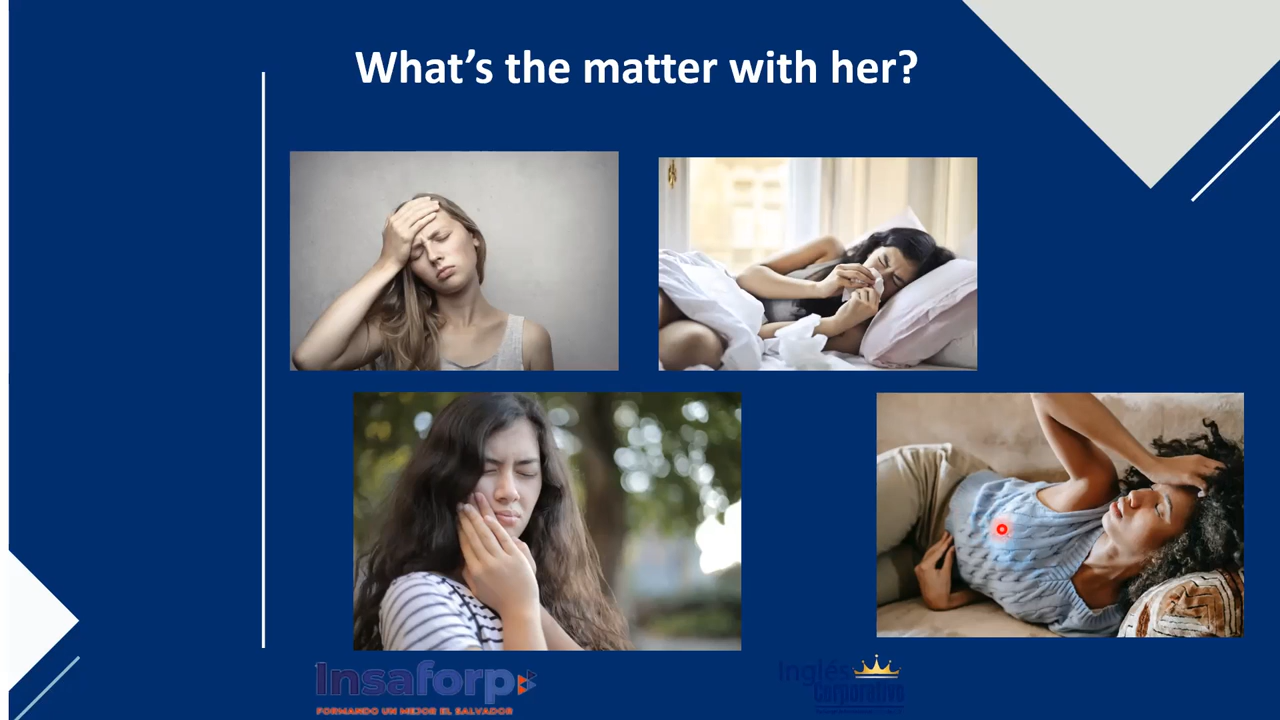 What's the matter with her?
Insaforp
FORMANDO UN MEJOR EL SALVADOR
Inglés
Corporativo